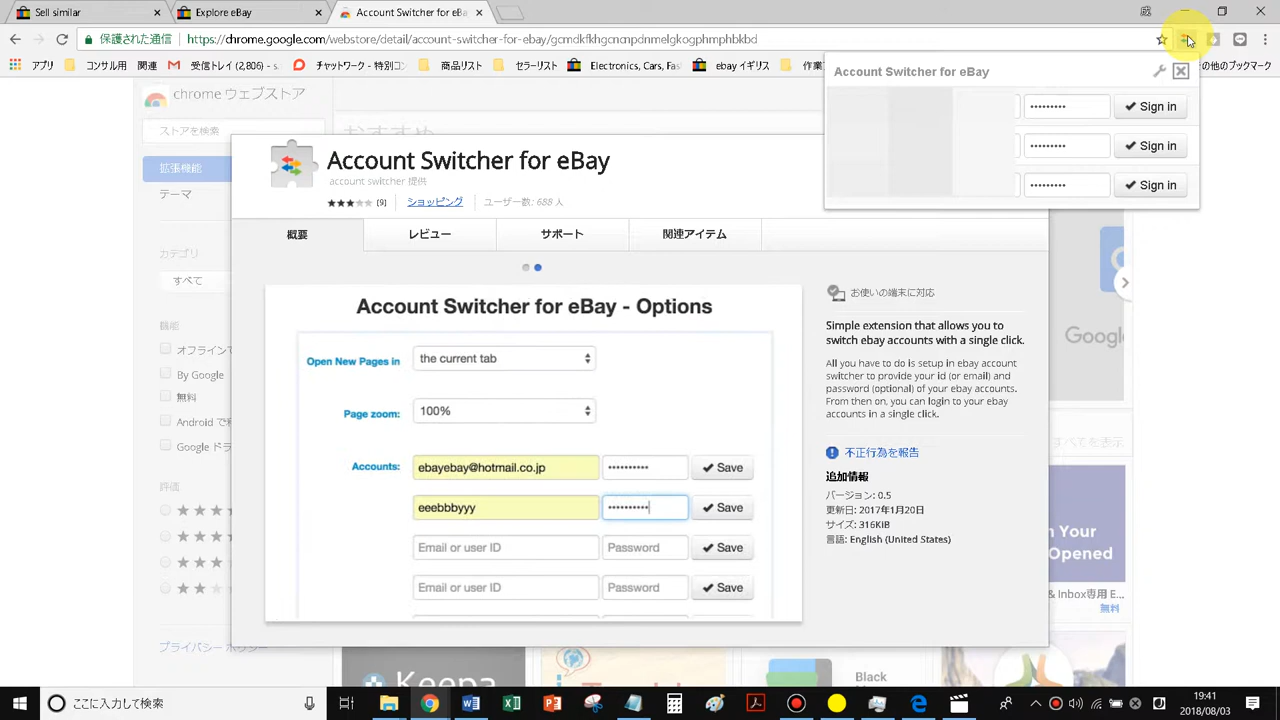 Sell similar
Explore eBay
Account Switcher for eBa
保護された通信
https://chrome.google.com/webstore/detail/account-switcher-for-ebay/gcmdkfkhgcncnpdnmelgkogphmphbkbd
アプリ
コンサル用
関連
受信トレイ (2,806) - s
チャットワーク - 特別コン
商品リスト
セラーリスト
Electronics, Cars, Fas
ebay イギリス
作業
の他のブックマーク
Account Switcher for eBay
•••••••••
Sign in
•••••••••
Sign in
•••••••••
Sign in
chrome ウェブストア
ストアを検索
おすすめ
拡張機能
テーマ
カテゴリ
すべて
機能
オフラインで
By Google
無料
Android で利
Google ドラ
評価
プライバシー ポリシー
Account Switcher for eBay
account switcher 提供
(9)
ショッピング
ユーザー数: 688 人
概要
レビュー
サポート
関連アイテム
Account Switcher for eBay - Options
Open New Pages in
the current tab
Page zoom:
100%
Accounts:
ebayebay@hotmail.co.jp
••••••••••
Save
eeebbbyyy
••••••••••
Save
Email or user ID
Password
Save
Email or user ID
Password
Save
お使いの端末に対応
Simple extension that allows you to
switch ebay accounts with a single click.
All you have to do is setup in ebay account
switcher to provide your id (or email) and
password (optional) of your ebay accounts.
From then on, you can login to your ebay
accounts in a single click.
不正行為を報告
追加情報
バージョン: 0.5
更新日: 2017年1月20日
サイズ: 316KiB
言語: English (United States)
Google
すべてを表示
n Your
Opened
& Inbox専用 E...
無料
Keepa
Black
Menu
ここに入力して検索
19:41
2018/08/03